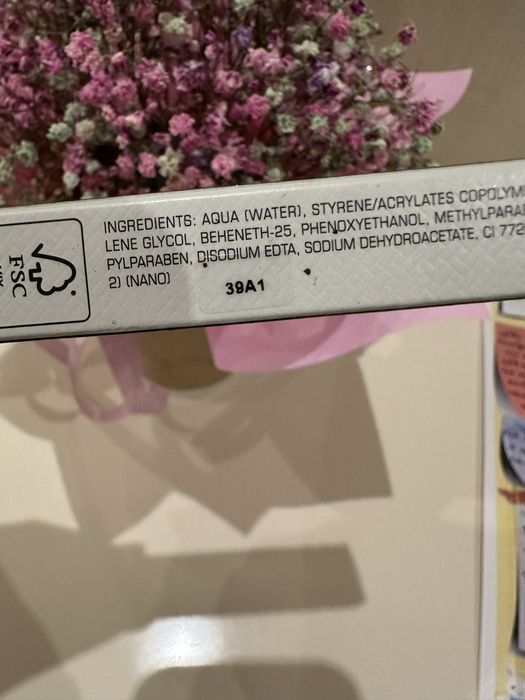 INGREDIENTS: AQUA (WATER), STYRENE/ACRYLATES COPOLYM
LENE GLYCOL, BEHENETH-25, PHENOXYETHANOL, METHYLPARA
PYLPARABEN, DISODIUM EDTA, SODIUM DEHYDROACETATE, CI 772
2) (NANO)
39A1
FSC
MIX